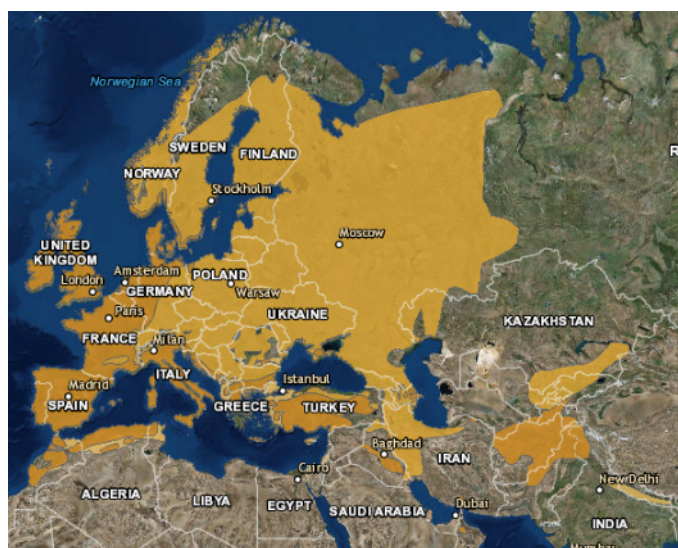 Norwegian Sea
SWEDEN
FINLAND
NORWAY
Stockholm
R
Moscow
UNITED
KINGDOM
Amsterdam
London
POLAND
GERMANY
Warsaw
Paris
UKRAINE
KAZAKHSTAN
FRANCE
Milan
ITALY
Madrid
Istanbul
SPAIN
GREECE
TURKEY
Baghdad
IRAN
Cairo
New Delhi
ALGERIA
LIBYA
EGYPT
Dubai
SAUDI ARABIA
INDIA